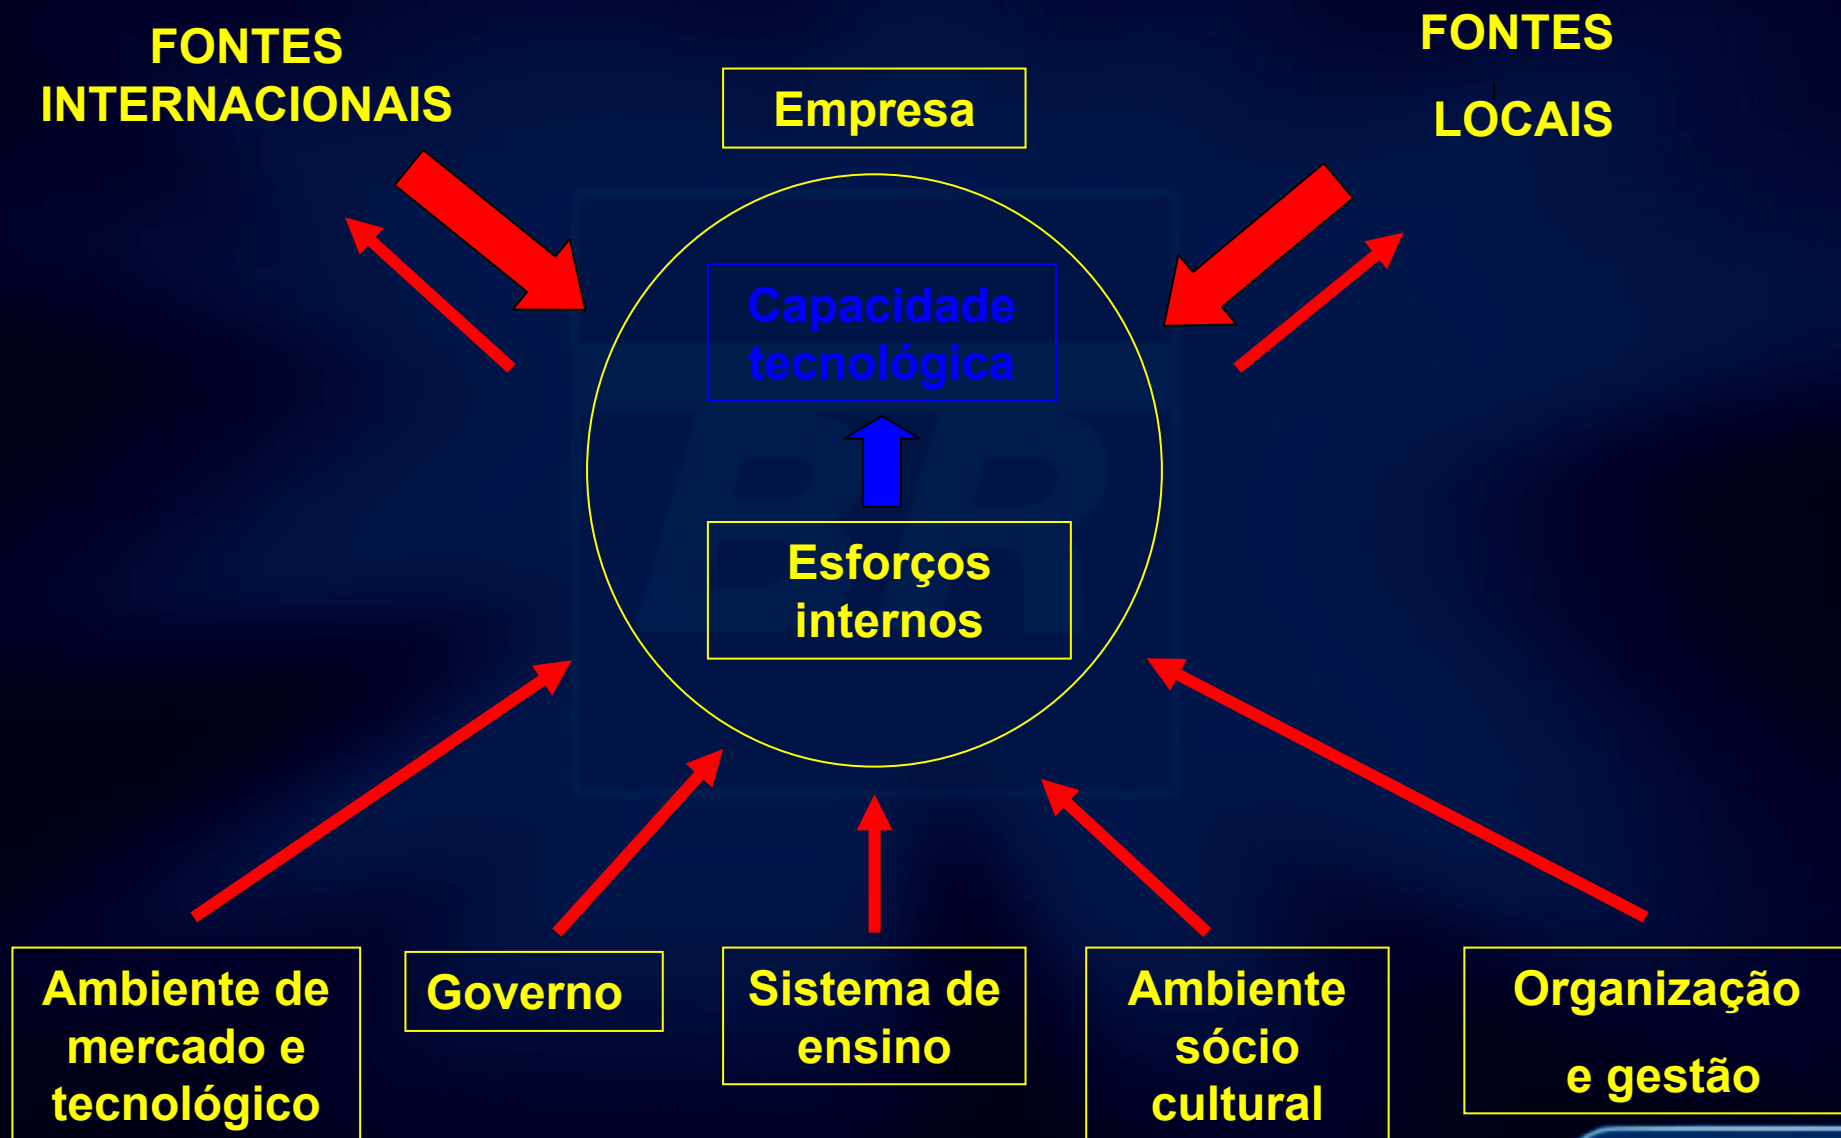 FONTES
INTERNACIONAIS
Empresa
FONTES
LOCAIS
Capacidade
tecnológica
Esforços
internos
BR
Ambiente de
mercado e
tecnológico
Governo
Sistema de
ensino
Ambiente
sócio
cultural
Organização
e gestão